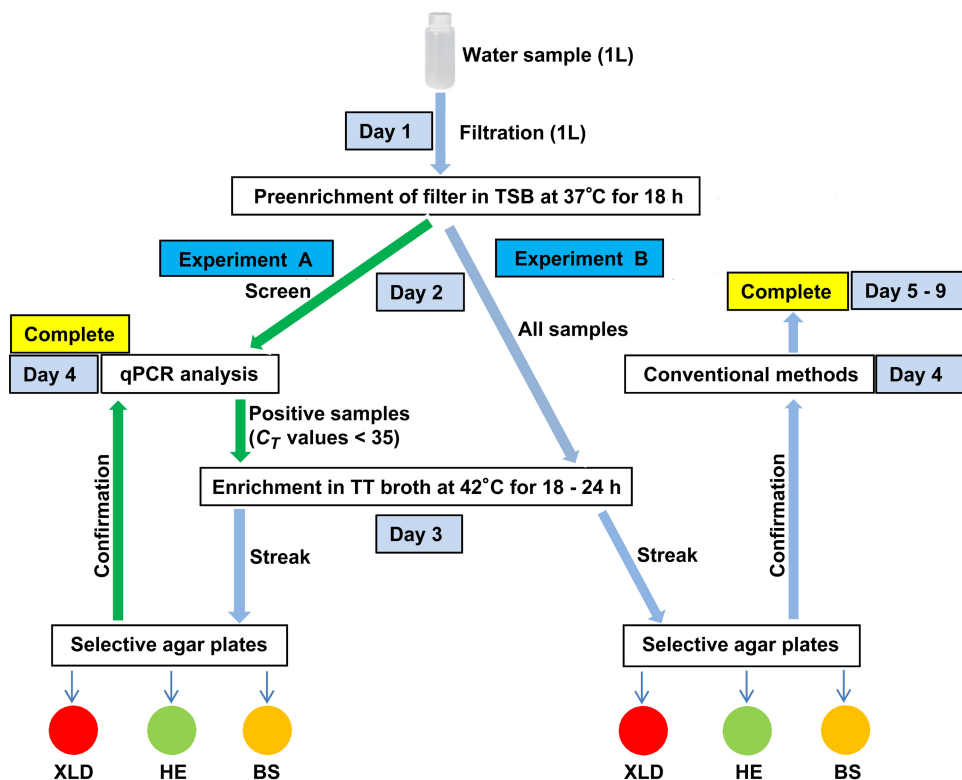 Water sample (1L)
Day 1
Filtration (1L)
Preenrichment of filter in TSB at 37°C for 18 h
Experiment A
Experiment B
Screen
Day 2
Complete
Day 5 - 9
All samples
Complete
Day 4
qPCR analysis
Conventional methods
Day 4
Positive samples
(CT values < 35)
Enrichment in TT broth at 42°C for 18 - 24 h
Day 3
Confirmation
Streak
Streak
Confirmation
Selective agar plates
Selective agar plates
XLD
HE
BS
XLD
HE
BS